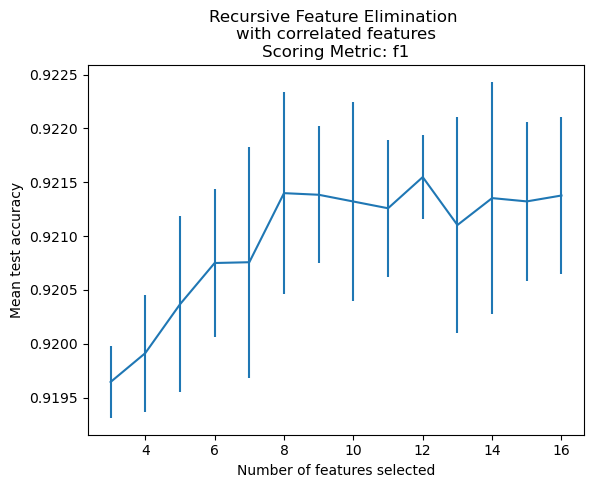 Recursive Feature Elimination
with correlated features
Scoring Metric: f1
0.9225
0.9220
0.9215
0.9210
0.9205
0.9200
0.9195
Mean test accuracy
4 6 8 10 12 14 16
Number of features selected